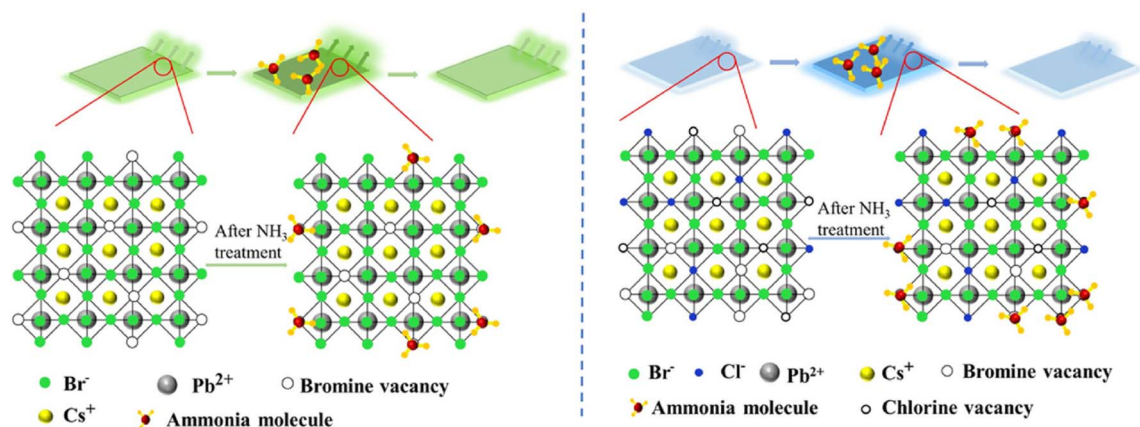 After NH3
treatment
After NH3
treatment
Br-
Pb2+
Bromine vacancy
Cs+
Ammonia molecule
Br-
Cl-
Pb2+
Cs+
Bromine vacancy
Ammonia molecule
Chlorine vacancy